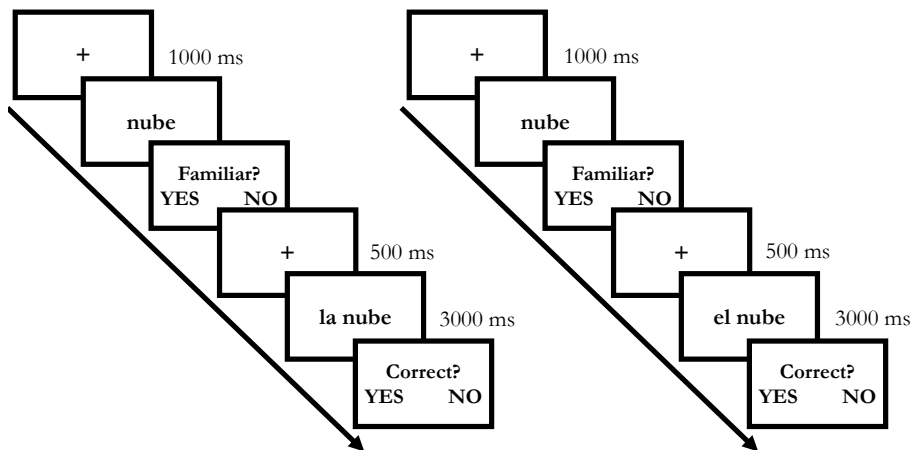 +
1000 ms
nube
Familiar?
YES NO
+
500 ms
la nube
3000 ms
Correct?
YES NO
+
1000 ms
nube
Familiar?
YES NO
+
500 ms
el nube
3000 ms
Correct?
YES NO